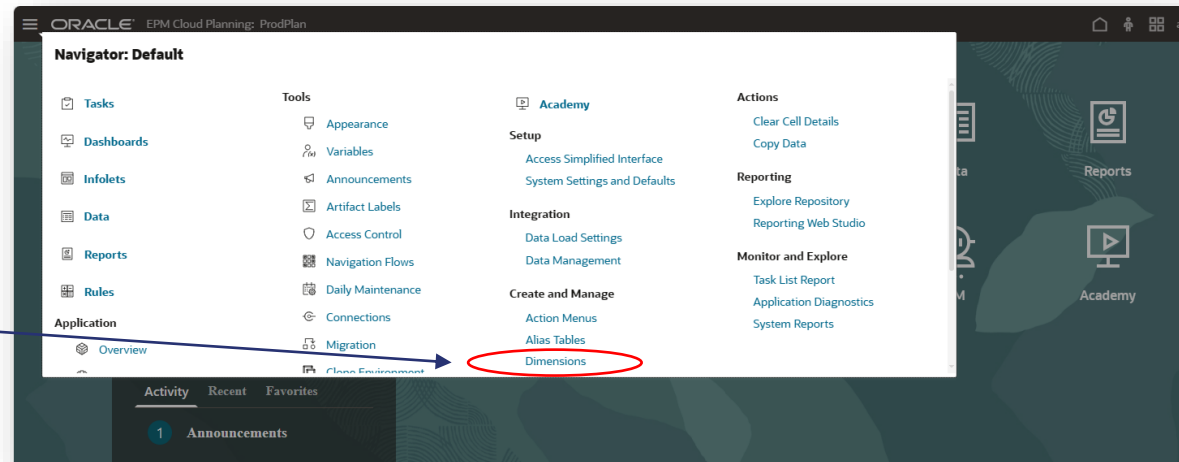 ORACLE EPM Cloud Planning: ProdPlan
Navigator: Default
Tasks
Dashboards
Infolets
Data
Reports
Rules
Application
Overview
Tools
Appearance
Variables
Announcements
Artifact Labels
Access Control
Navigation Flows
Daily Maintenance
Connections
Migration
Clone Environment
Academy
Setup
Access Simplified Interface
System Settings and Defaults
Integration
Data Load Settings
Data Management
Create and Manage
Action Menus
Alias Tables
Dimensions
Actions
Clear Cell Details
Copy Data
Reporting
Explore Repository
Reporting Web Studio
Monitor and Explore
Task List Report
Application Diagnostics
System Reports
Reports
Academy
Activity Recent Favorites
1 Announcements